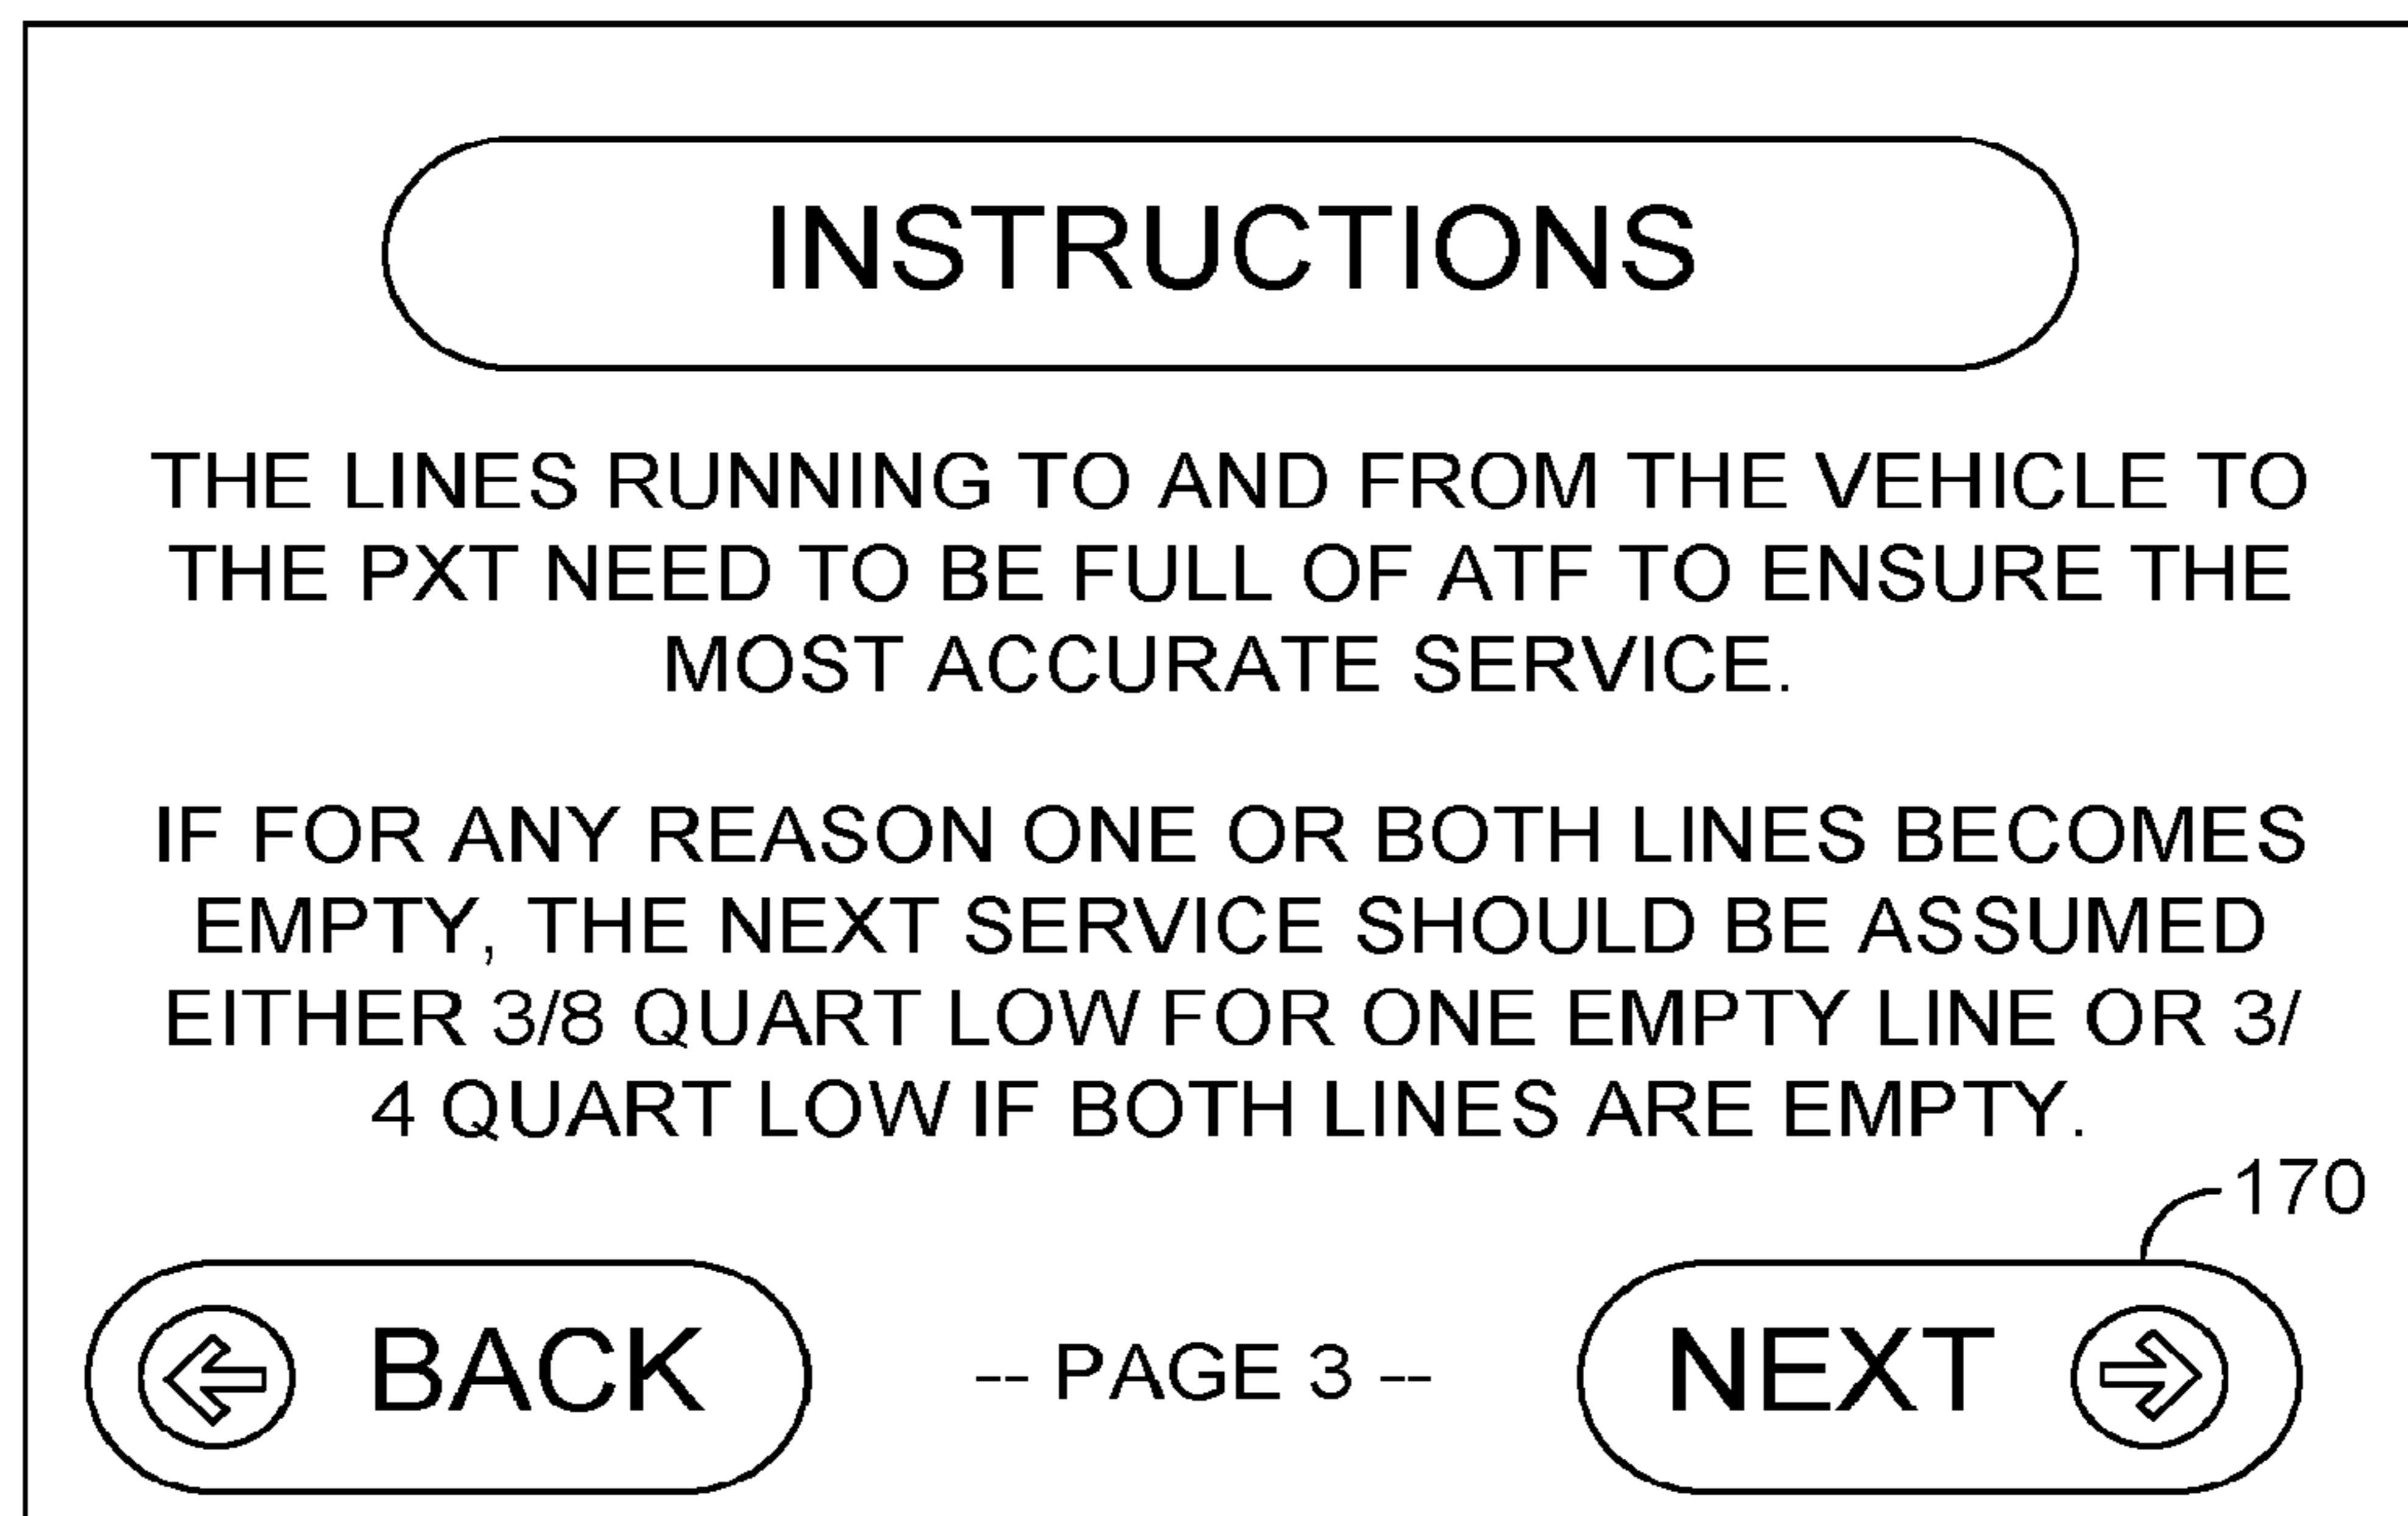 INSTRUCTIONS
THE LINES RUNNING TO AND FROM THE VEHICLE TO
THE PXT NEED TO BE FULL OF ATF TO ENSURE THE
MOST ACCURATE SERVICE.
IF FOR ANY REASON ONE OR BOTH LINES BECOMES
EMPTY, THE NEXT SERVICE SHOULD BE ASSUMED
EITHER 3/8 QUART LOW FOR ONE EMPTY LINE OR 3/
4 QUART LOW IF BOTH LINES ARE EMPTY.
170
BACK -- PAGE 3 -- NEXT